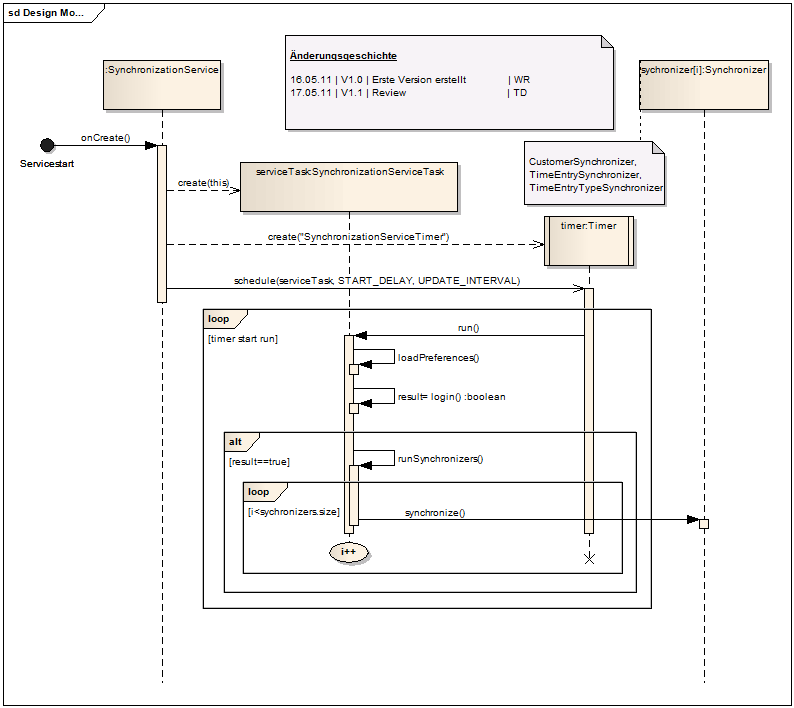 sd Design Mo...
Änderungsgeschichte
16.05.11 | V1.0 | Erste Version erstellt | WR
17.05.11 | V1.1 | Review | TD
:SynchronizationService
sychronizer[i]:Synchronizer
onCreate()
Servicestart
CustomerSynchronizer,
TimeEntrySynchronizer,
TimeEntryTypeSynchronizer
serviceTask:SynchronizationServiceTask
create(this)
timer:Timer
create("SynchronizationServiceTimer")
schedule(serviceTask, START_DELAY, UPDATE_INTERVAL)
loop
[timer start run]
run()
loadPreferences()
result= login() :boolean
alt
[result==true]
runSynchronizers()
loop
[i<sychronizers.size]
synchronize()
i++